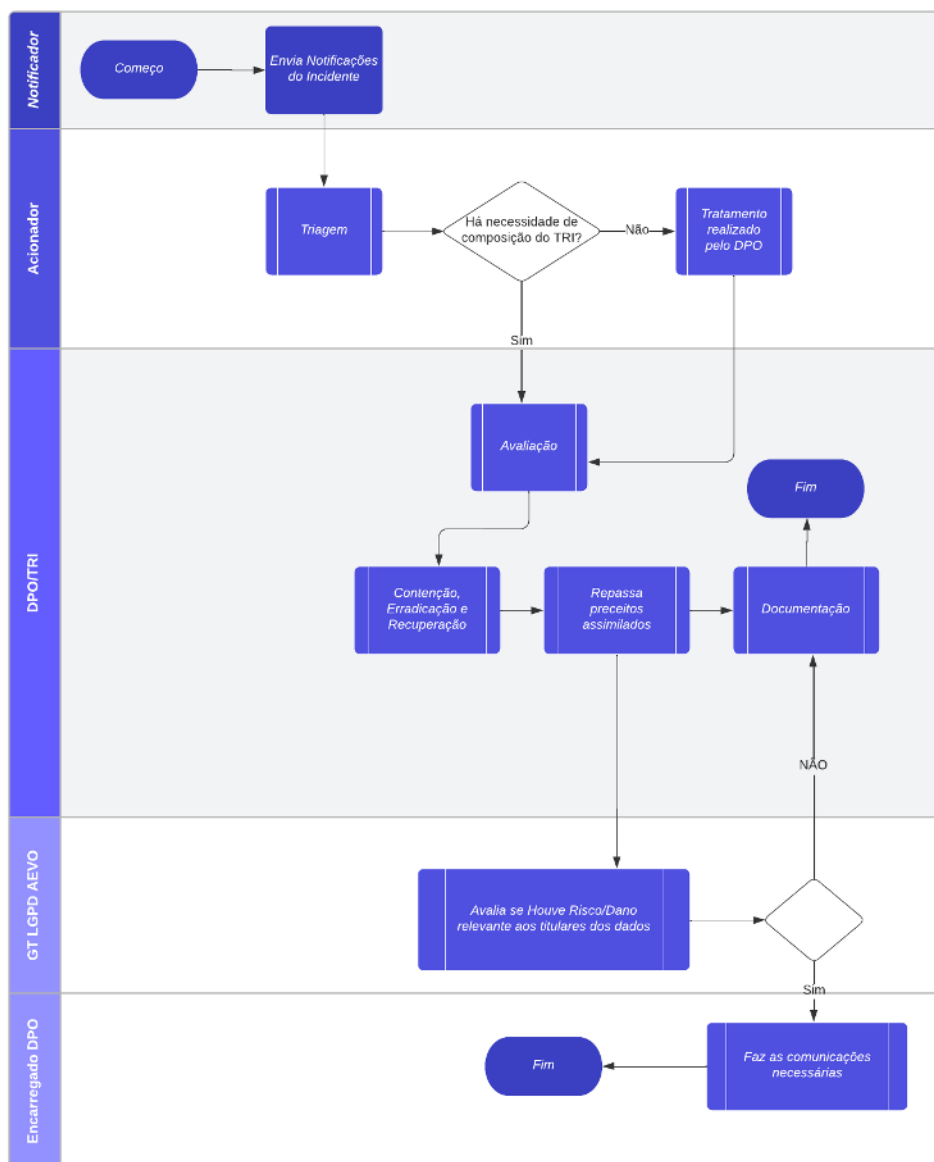 Notificador
Começo
Envia Notificações
do Incidente
Acionador
Triagem
Há necessidade de
composição do TRI?
Não
Tratamento
realizado
pelo DPO
Sim
DPO/TRI
Avaliação
Fim
Contenção,
Erradicação e
Recuperação
Repassa
preceitos
assimilados
Documentação
NÃO
GT LGPD AEVO
Avalia se Houve Risco/Dano
relevante aos titulares dos dados
Sim
Encarregado DPO
Fim
Faz as comunicações
necessárias